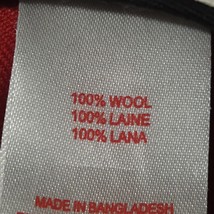 100% WOOL
100% LAINE
100% LANA
MADE IN BANGLADESH